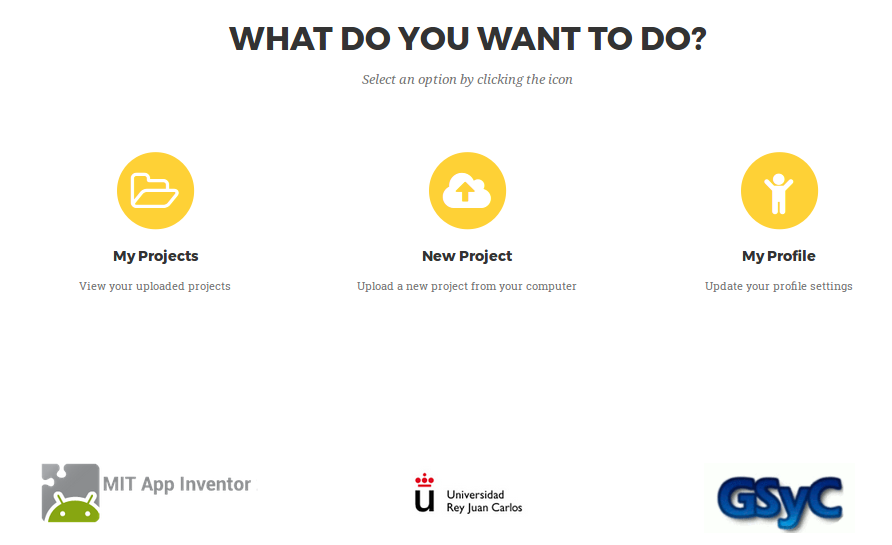 WHAT DO YOU WANT TO DO?
Select an option by clicking the icon
My Projects
New Project
My Profile
View your uploaded projects
Upload a new project from your computer
Update your profile settings
MIT App Inventor
u
Universidad
Rey Juan Carlos
GSyC